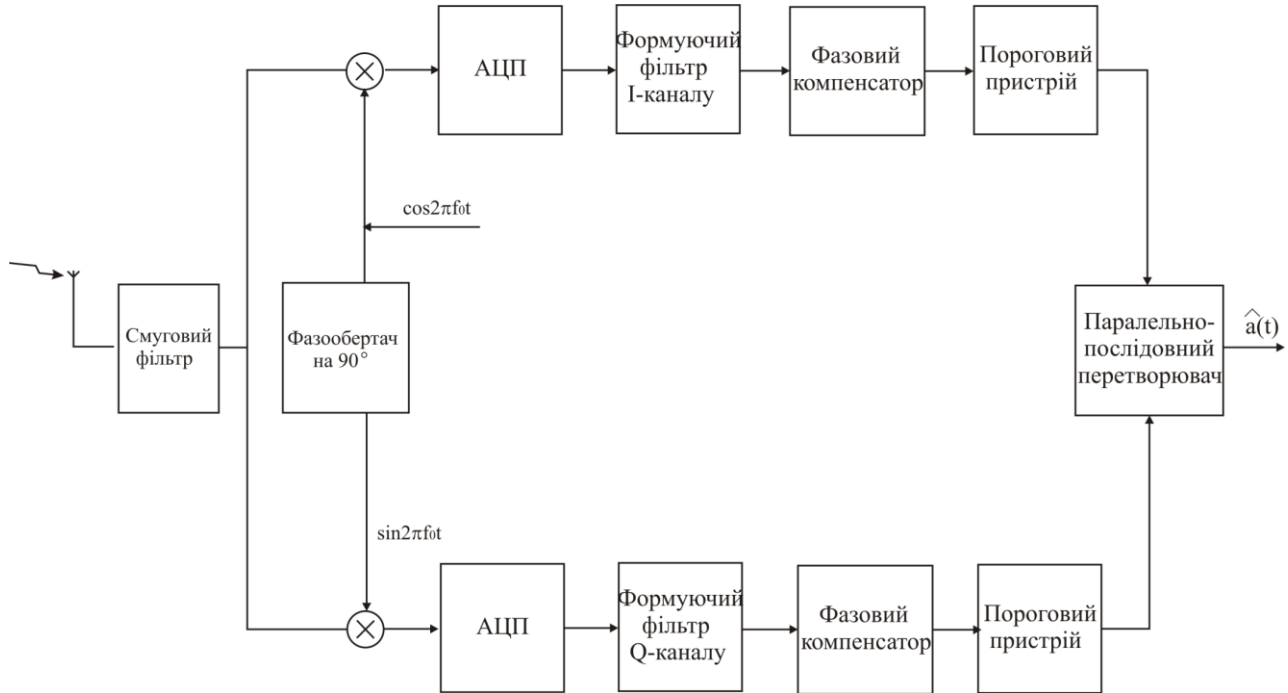 АЦП
Формуючий
фільтр
І-каналу
Фазовий
компенсатор
Пороговий
пристрій
cos2πf₀t
Смуговий
фільтр
Фазообертач
на 90°
Паралельно-
послідовний
перетворювач
â(t)
sin2πf₀t
АЦП
Формуючий
фільтр
Q-каналу
Фазовий
компенсатор
Пороговий
пристрій